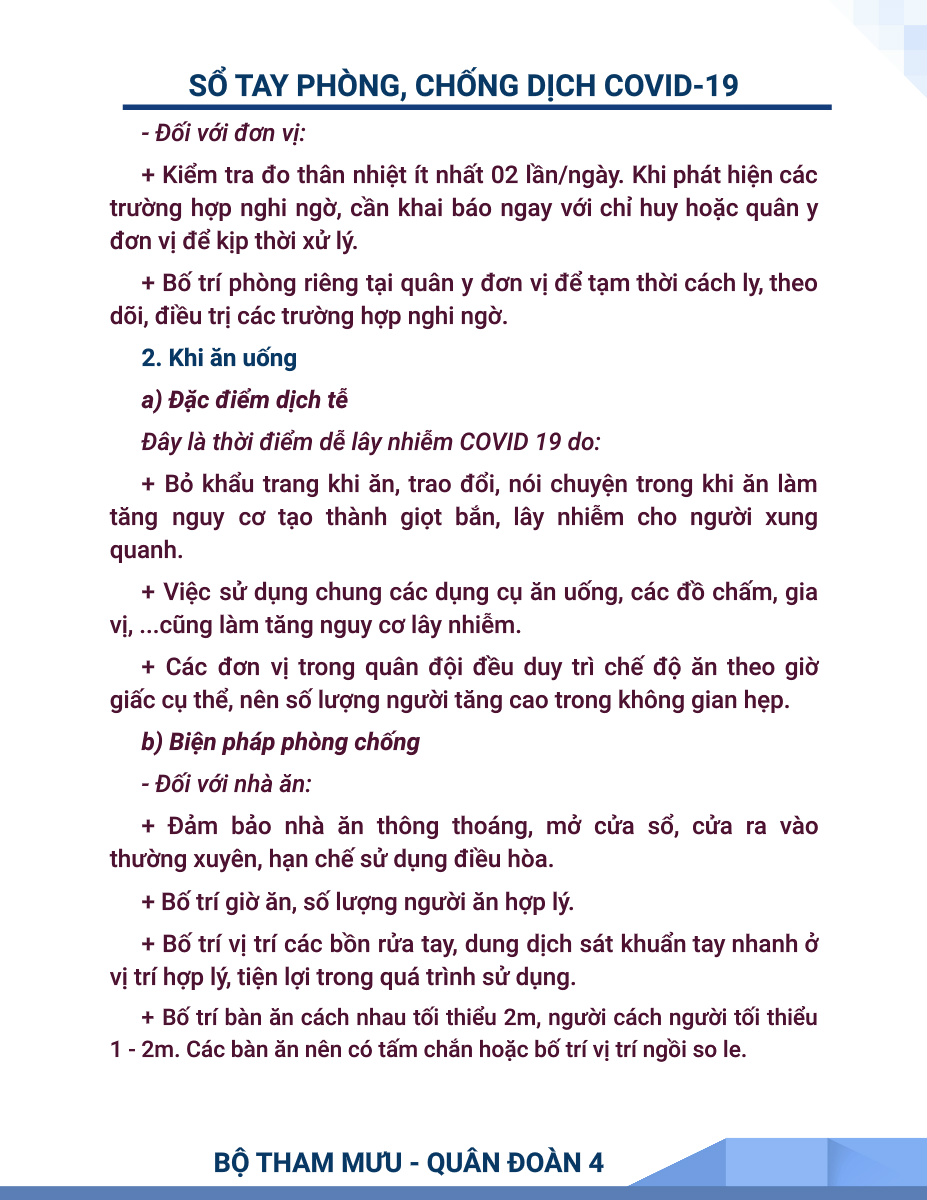 SỔ TAY PHÒNG, CHỐNG DỊCH COVID-19
- Đối với đơn vị:
+ Kiểm tra đo thân nhiệt ít nhất 02 lần/ngày. Khi phát hiện các
trường hợp nghi ngờ, cần khai báo ngay với chỉ huy hoặc quân y
đơn vị để kịp thời xử lý.
+ Bố trí phòng riêng tại quân y đơn vị để tạm thời cách ly, theo
dõi, điều trị các trường hợp nghi ngờ.
2. Khi ăn uống
a) Đặc điểm dịch tễ
Đây là thời điểm dễ lây nhiễm COVID 19 do:
+ Bỏ khẩu trang khi ăn, trao đổi, nói chuyện trong khi ăn làm
tăng nguy cơ tạo thành giọt bắn, lây nhiễm cho người xung
quanh.
+ Việc sử dụng chung các dụng cụ ăn uống, các đồ chấm, gia
vị, ...cũng làm tăng nguy cơ lây nhiễm.
+ Các đơn vị trong quân đội đều duy trì chế độ ăn theo giờ
giấc cụ thể, nên số lượng người tăng cao trong không gian hẹp.
b) Biện pháp phòng chống
- Đối với nhà ăn:
+ Đảm bảo nhà ăn thông thoáng, mở cửa sổ, cửa ra vào
thường xuyên, hạn chế sử dụng điều hòa.
+ Bố trí giờ ăn, số lượng người ăn hợp lý.
+ Bố trí vị trí các bồn rửa tay, dung dịch sát khuẩn tay nhanh ở
vị trí hợp lý, tiện lợi trong quá trình sử dụng.
+ Bố trí bàn ăn cách nhau tối thiểu 2m, người cách người tối thiểu
1 - 2m. Các bàn ăn nên có tấm chắn hoặc bố trí vị trí ngồi so le.
BỘ THAM MƯU - QUÂN ĐOÀN 4